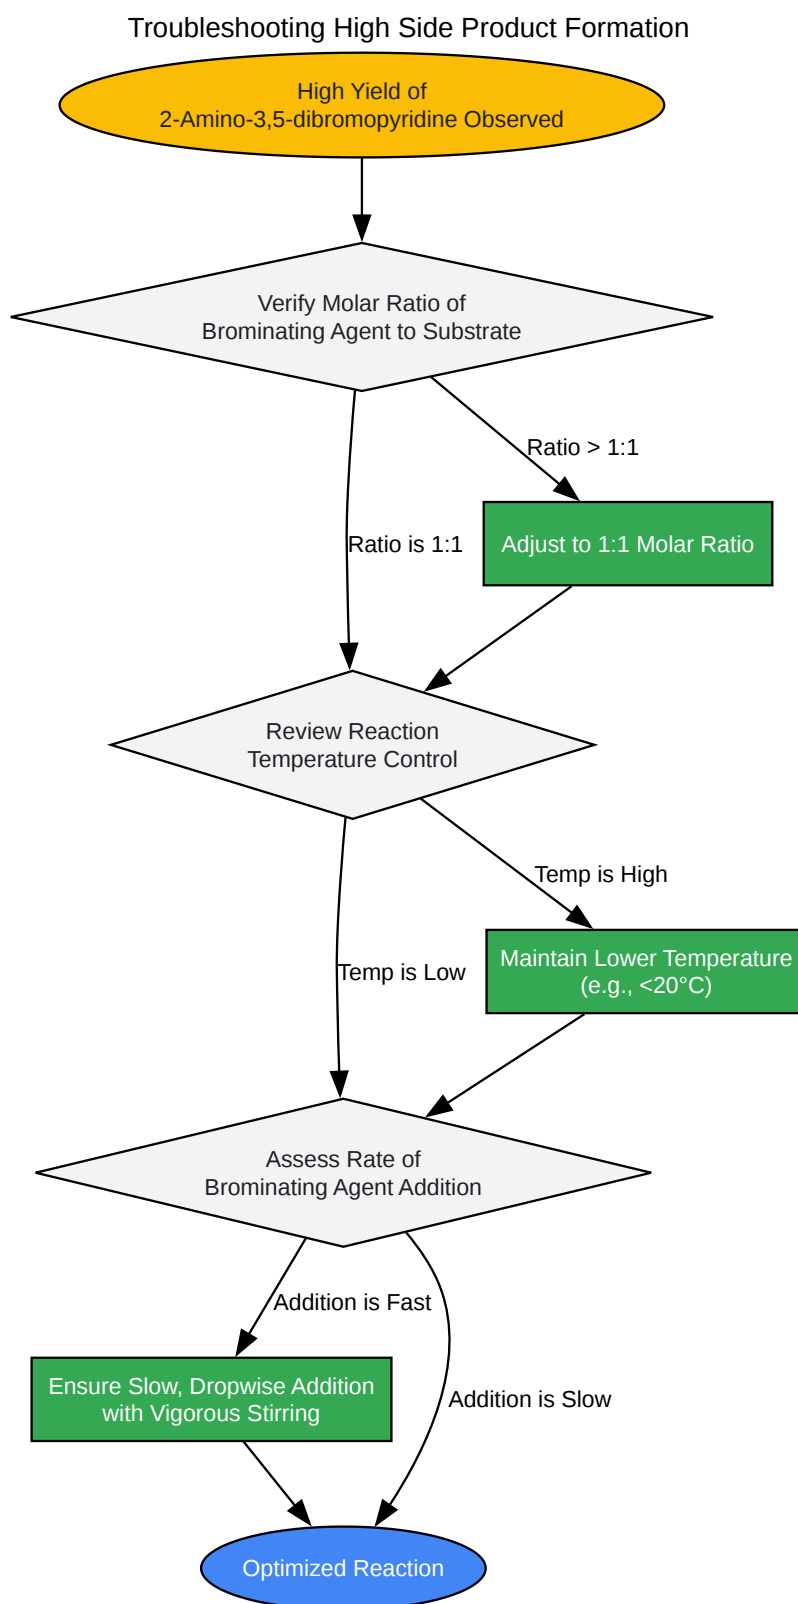 Troubleshooting High Side Product Formation
High Yield of
2-Amino-3,5-dibromopyridine Observed
Verify Molar Ratio of
Brominating Agent to Substrate
Ratio > 1:1
Ratio is 1:1
Adjust to 1:1 Molar Ratio
Review Reaction
Temperature Control
Temp is High
Temp is Low
Maintain Lower Temperature
(e.g., <20°C)
Assess Rate of
Brominating Agent Addition
Addition is Fast
Ensure Slow, Dropwise Addition
with Vigorous Stirring
Addition is Slow
Optimized Reaction